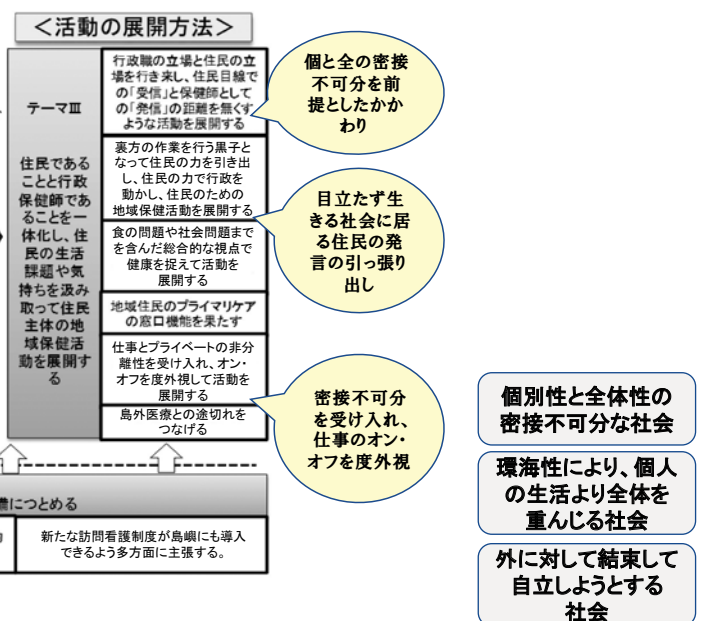 ＜活動の展開方法＞
テーマⅢ
住民である
ことと行政
保健師であ
ることを一
体化し、住
民の生活
課題や気
持ちを汲み
取って住民
主体の地
域保健活
動を展開す
る
行政職の立場と住民の立
場を行き来し、住民目線で
の「受信」と保健師として
の「発信」の距離を無くす
ような活動を展開する
裏方の作業を行う黒子と
なって住民の力を引き出
し、住民の力で行政を
動かし、住民のための
地域保健活動を展開する
食の問題や社会問題まで
を含んだ総合的な視点で
健康を捉えて活動を
展開する
地域住民のプライマリケア
の窓口機能を果たす
仕事とプライベートの非分
離性を受け入れ、オン・
オフを度外視して活動を
展開する
島外医療との途切れを
つなげる
個と全の密接
不可分を前
提としたかか
わり
目立たず生
きる社会に居
る住民の発
言の引っ張り
出し
密接不可分
を受け入れ、
仕事のオン・
オフを度外視
個別性と全体性の
密接不可分な社会
環海性により、個人
の生活より全体を
重んじる社会
外に対して結束して
自立しようとする
社会
につとめる
新たな訪問看護制度が島嶼にも導入
できるよう多方面に主張する。